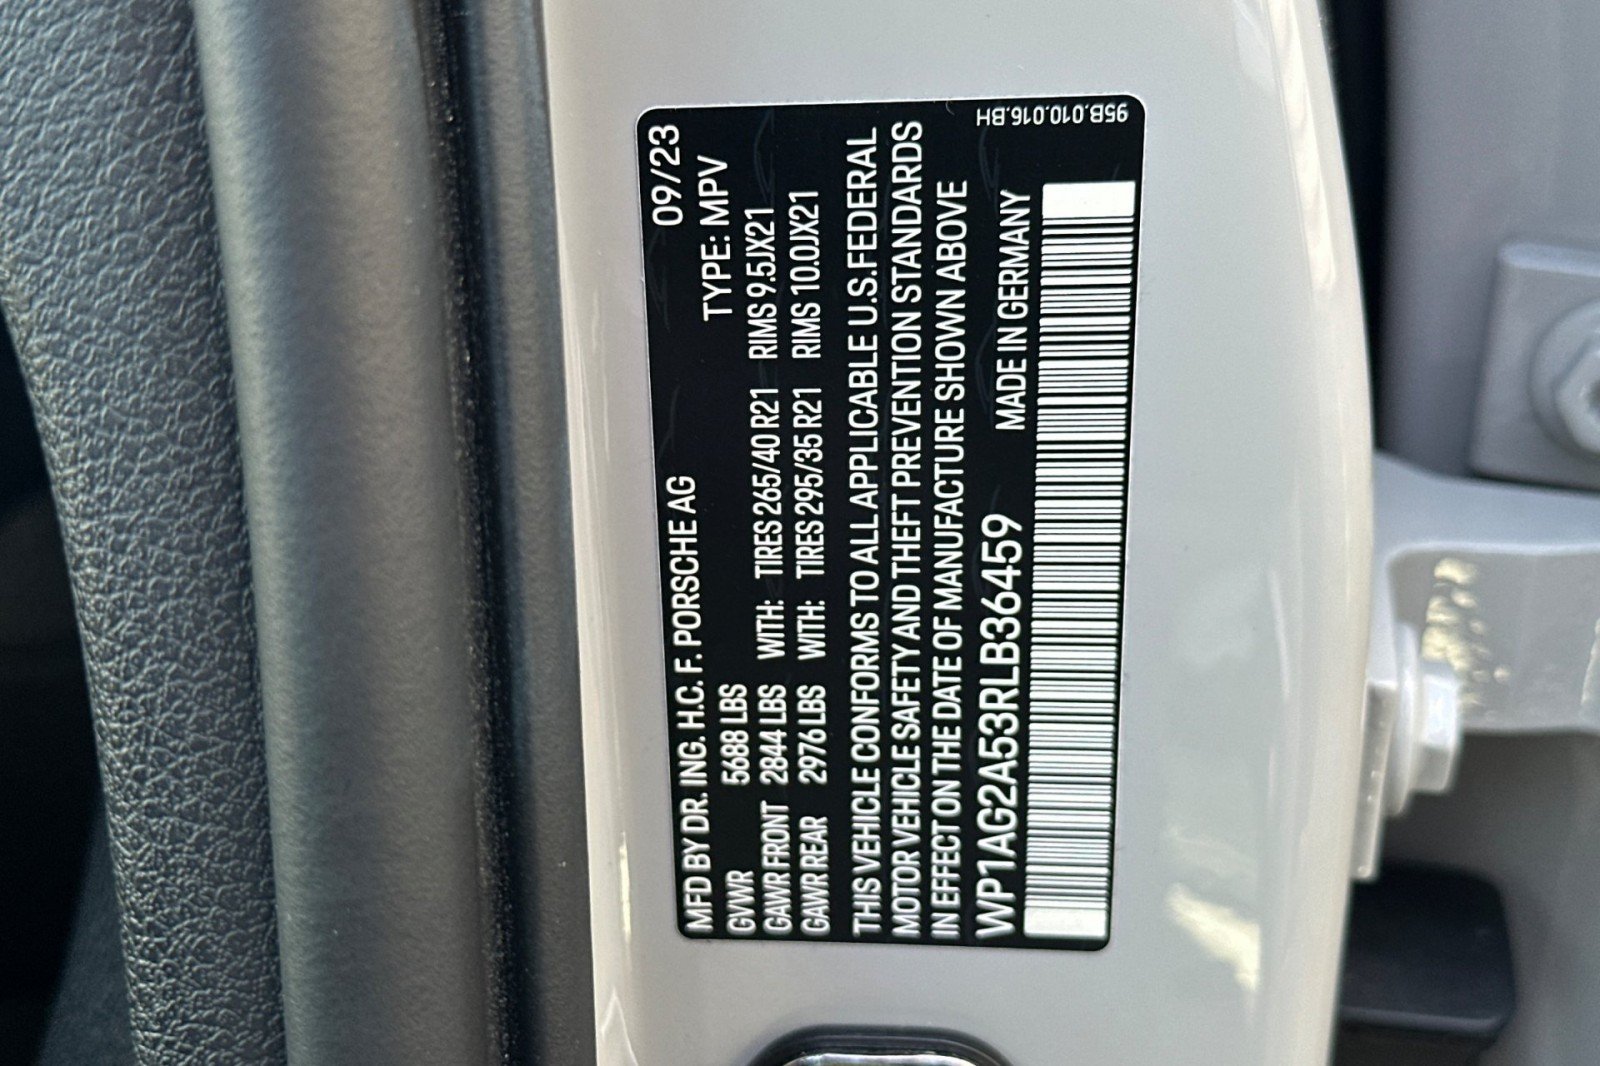 MFD BY DR. ING. H.C. F. PORSCHE AG 09/23
TYPE: MPV
GVWR 5688 LBS
GAWR FRONT 2844 LBS WITH: TIRES 265/40 R21 RIMS 9.5JX21
GAWR REAR 2976 LBS WITH: TIRES 295/35 R21 RIMS 10.0JX21
THIS VEHICLE CONFORMS TO ALL APPLICABLE U.S.FEDERAL
MOTOR VEHICLE SAFETY AND THEFT PREVENTION STANDARDS
IN EFFECT ON THE DATE OF MANUFACTURE SHOWN ABOVE
WP1AG2A53RLB36459 MADE IN GERMANY
95B.010.016.BH